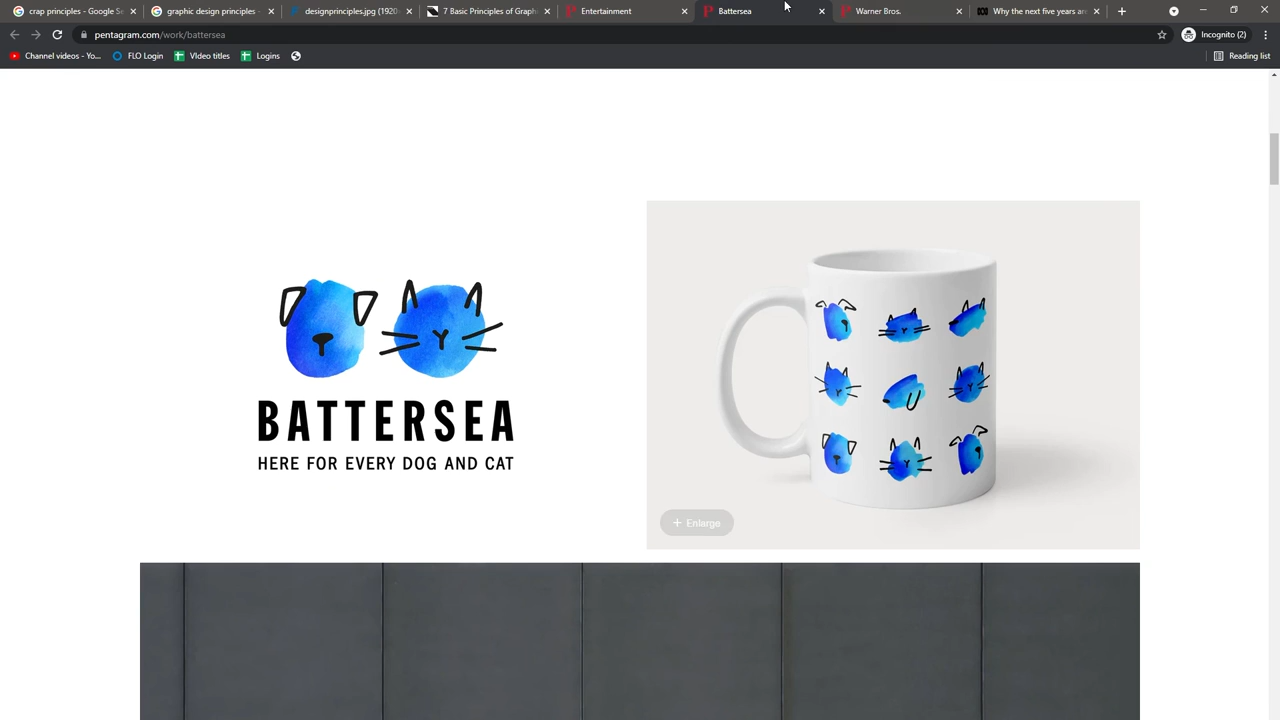 crap principles - Google Se
graphic design principles -
designprinciples.jpg (1920×
7 Basic Principles of Graph
Entertainment
Battersea
Warner Bros.
Why the next five years are
pentagram.com/work/battersea
Incognito (2)
Channel videos - Yo...
FLO Login
VIdeo titles
Logins
Reading list
BATTERSEA
HERE FOR EVERY DOG AND CAT
+ Enlarge